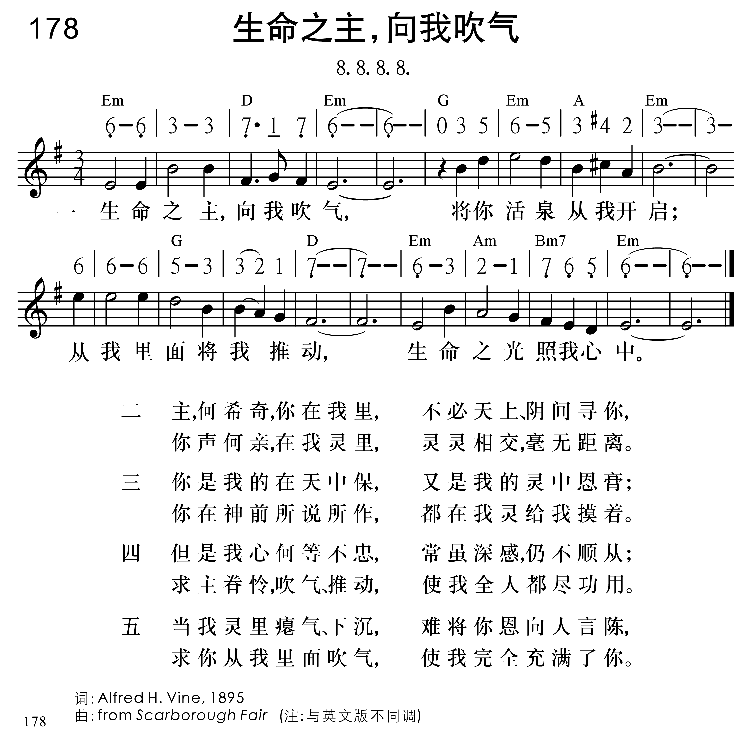 178 生命之主，向我吹气
8. 8. 8. 8.
Em D Em G Em A Em
6 – 6 | 3 – 3 | 7 · 1 7 | 6 – – | 6 – – | 0 3 5 | 6 – 5 | 3 #4 2 | 3 – – | 3 –
3/4
一 生 命 之 主，向 我 吹 气， 将 你 活 泉 从 我 开 启；
G D Em Am Bm7 Em
6 | 6 – 6 | 5 – 3 | 3 2 1 | 7 – – | 7 – – | 6 – 3 | 2 – 1 | 7 6 5 | 6 – – | 6 – ‖
从 我 里 面 将 我 推 动， 生 命 之 光 照 我 心 中。
二 主,何希奇,你在我里, 不必天上、阴间寻你,
你声何亲,在我灵里, 灵灵相交,毫无距离。
三 你是我的在天中保, 又是我的灵中恩膏;
你在神前所说所作, 都在我灵给我摸着。
四 但是我心何等不忠, 常虽深感,仍不顺从;
求主眷怜,吹气、推动, 使我全人都尽功用。
五 当我灵里瘪气、下沉, 难将你恩向人言陈,
求你从我里面吹气, 使我完全充满了你。
词: Alfred H. Vine, 1895
曲: from Scarborough Fair (注:与英文版不同调)
178